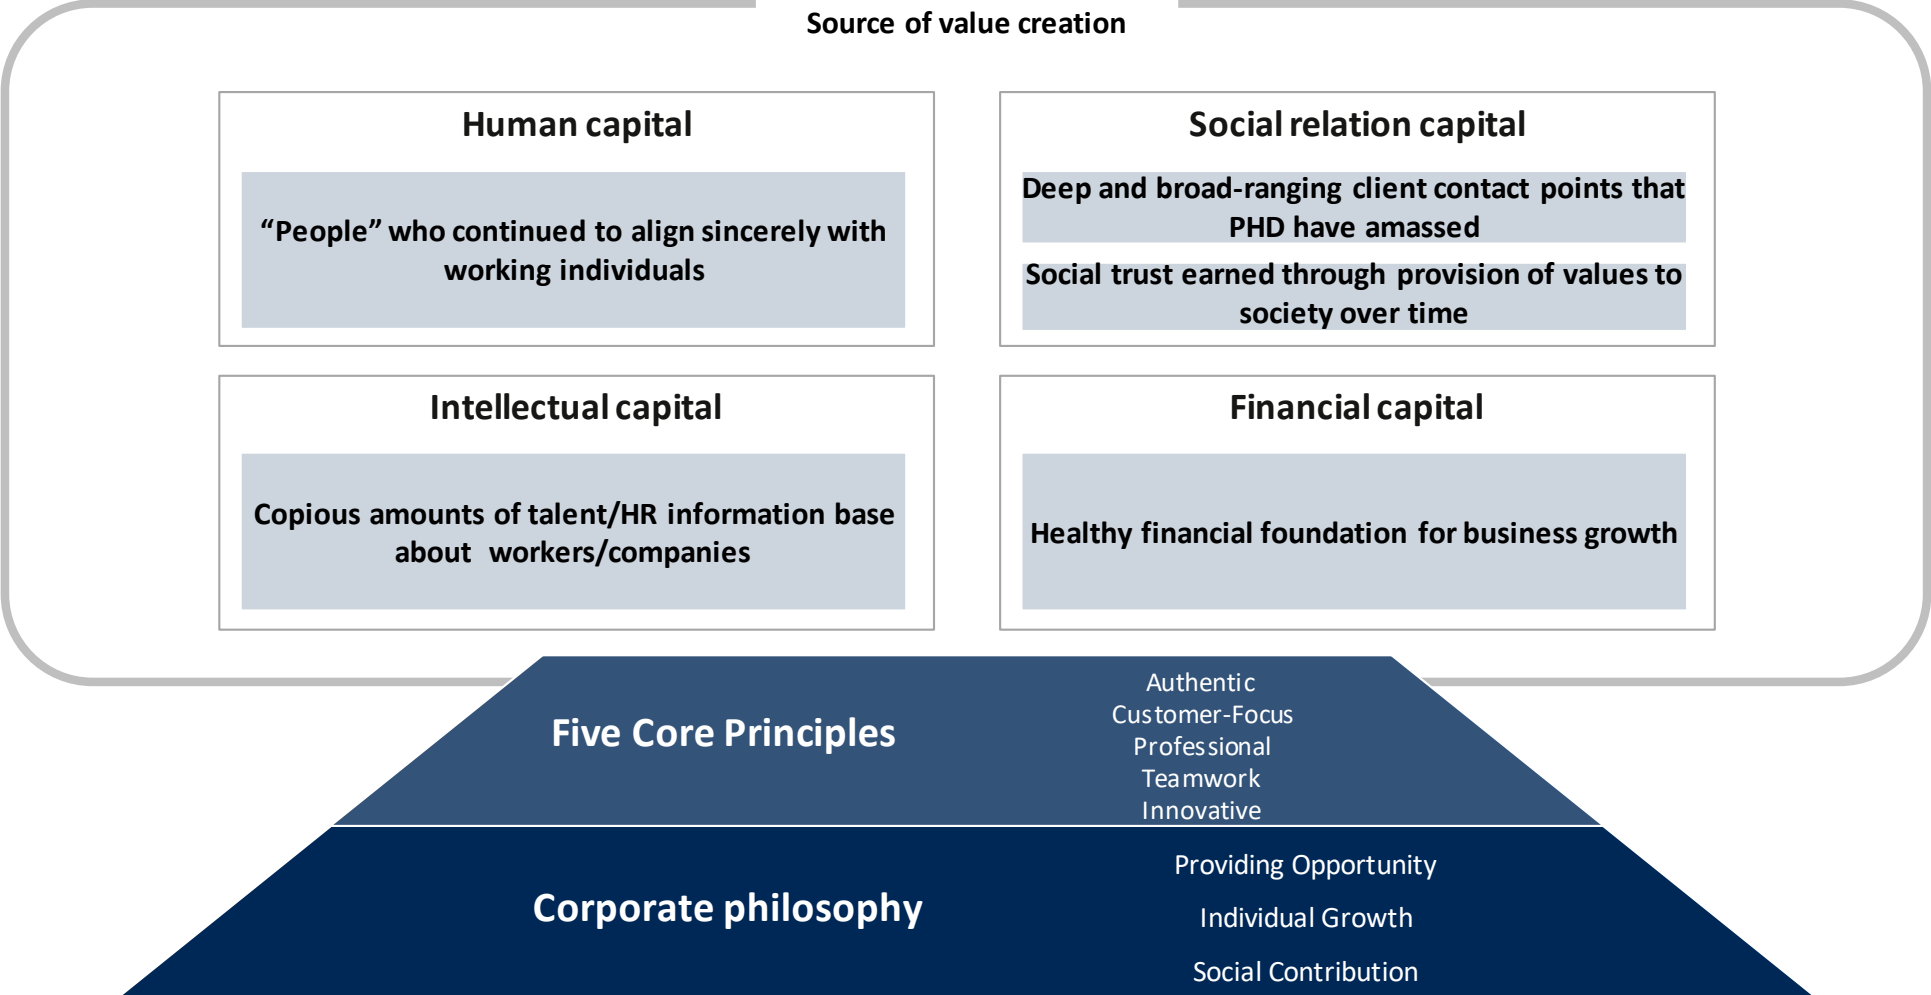 Source of value creation
Human capital
“People” who continued to align sincerely with
working individuals
Social relation capital
Deep and broad-ranging client contact points that
PHD have amassed
Social trust earned through provision of values to
society over time
Intellectual capital
Copious amounts of talent/HR information base
about workers/companies
Financial capital
Healthy financial foundation for business growth
Five Core Principles
Authentic
Customer-Focus
Professional
Teamwork
Innovative
Corporate philosophy
Providing Opportunity
Individual Growth
Social Contribution